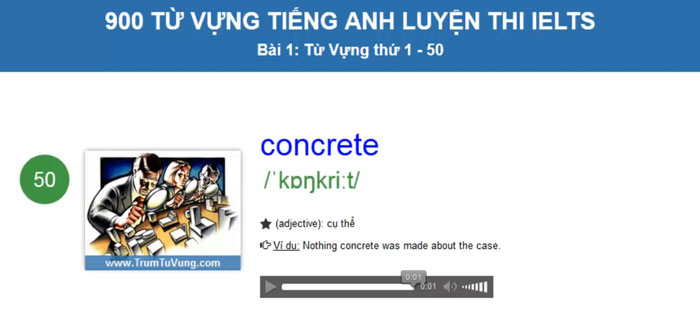 900 TỪ VỰNG TIẾNG ANH LUYỆN THI IELTS
Bài 1: Từ Vựng thứ 1 - 50
50
www.TrumTuVung.com
concrete
/ˈkɒŋkriːt/
(adjective): cụ thể
Ví dụ: Nothing concrete was made about the case.
0:01
0:01